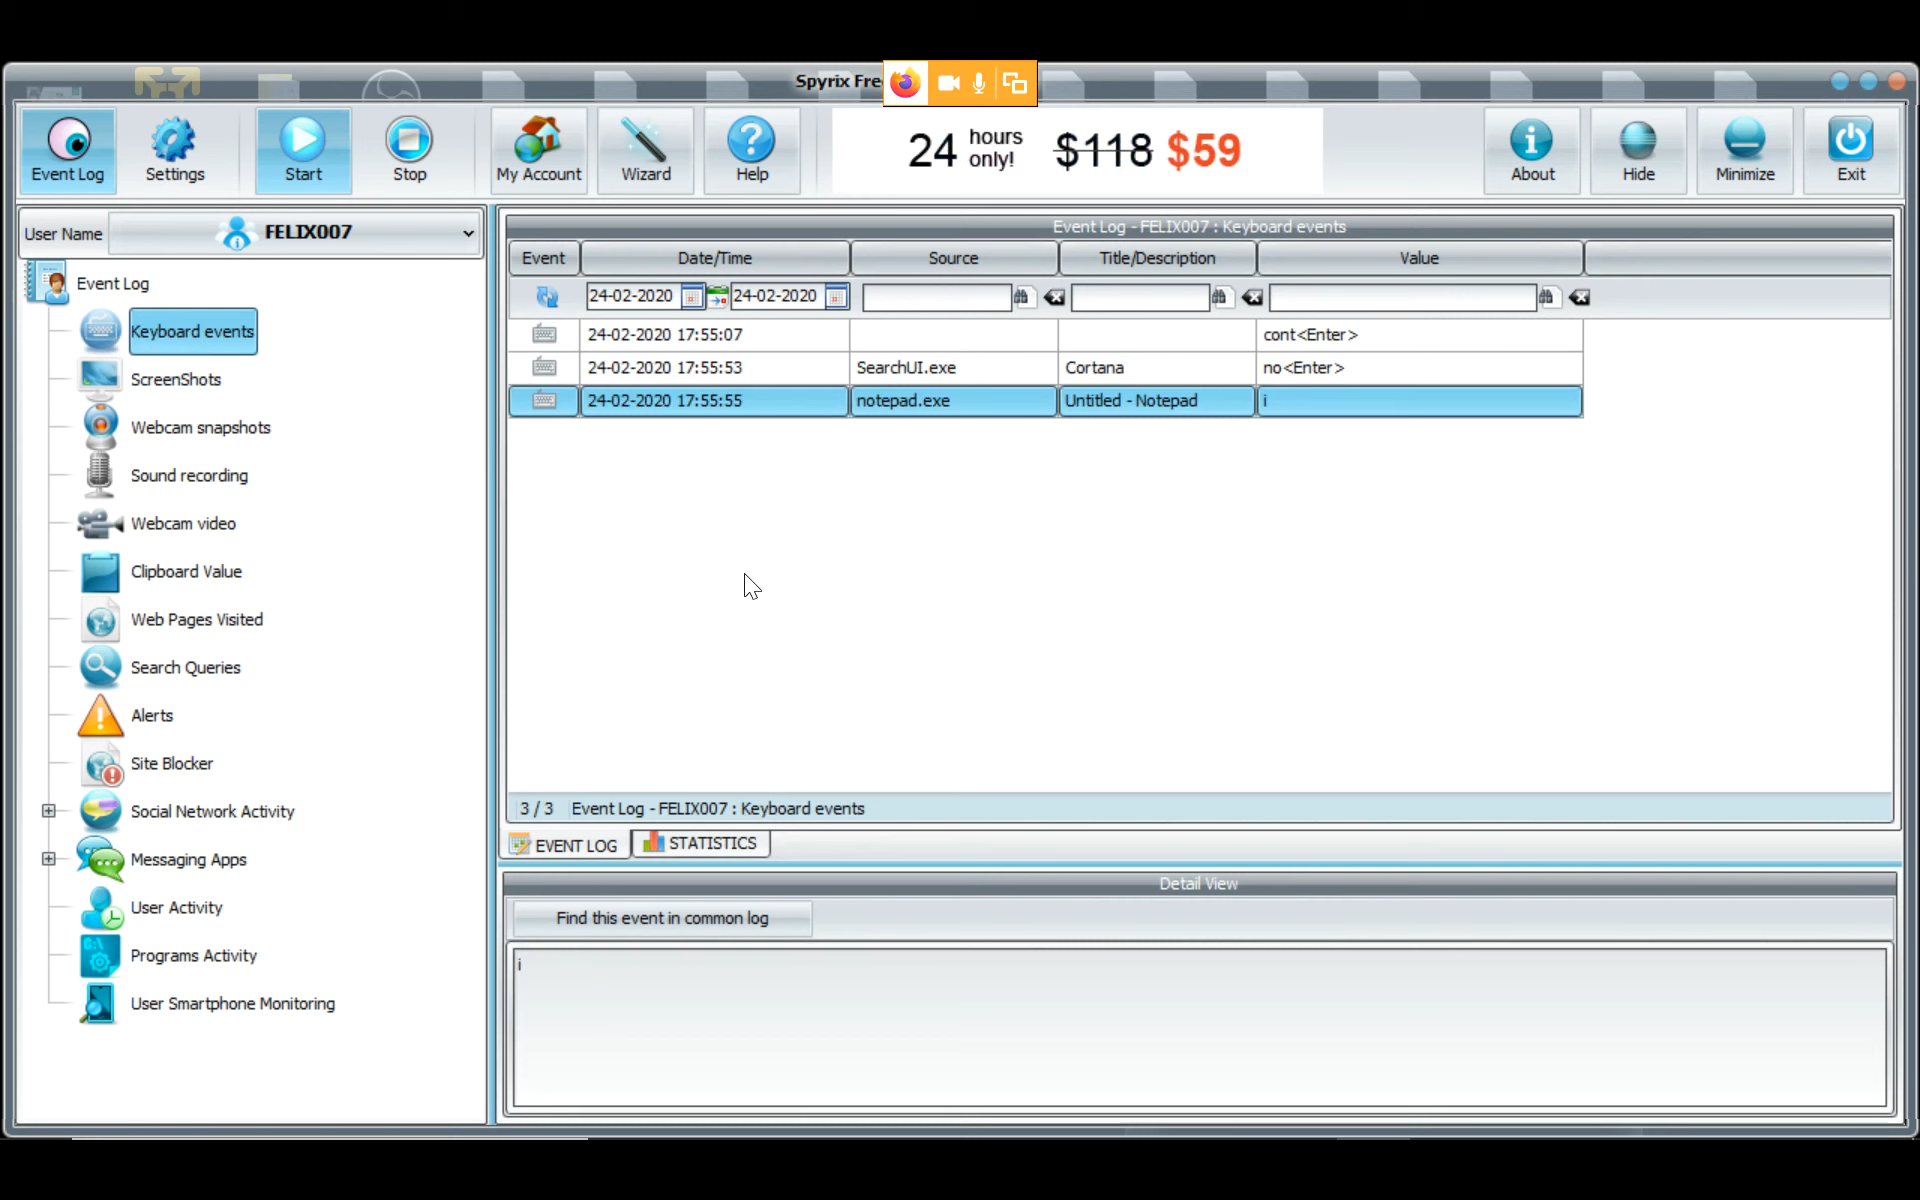 Spyrix Fre
Event Log
Settings
Start
Stop
My Account
Wizard
Help
24 hours only! $118 $59
About
Hide
Minimize
Exit
User Name FELIX007
Event Log
Keyboard events
ScreenShots
Webcam snapshots
Sound recording
Webcam video
Clipboard Value
Web Pages Visited
Search Queries
Alerts
Site Blocker
Social Network Activity
Messaging Apps
User Activity
Programs Activity
User Smartphone Monitoring
Event Log - FELIX007 : Keyboard events
Event Date/Time Source Title/Description Value
24-02-2020 24-02-2020
24-02-2020 17:55:07 cont<Enter>
24-02-2020 17:55:53 SearchUI.exe Cortana no<Enter>
24-02-2020 17:55:55 notepad.exe Untitled - Notepad i
3 / 3 Event Log - FELIX007 : Keyboard events
EVENT LOG STATISTICS
Detail View
Find this event in common log
i